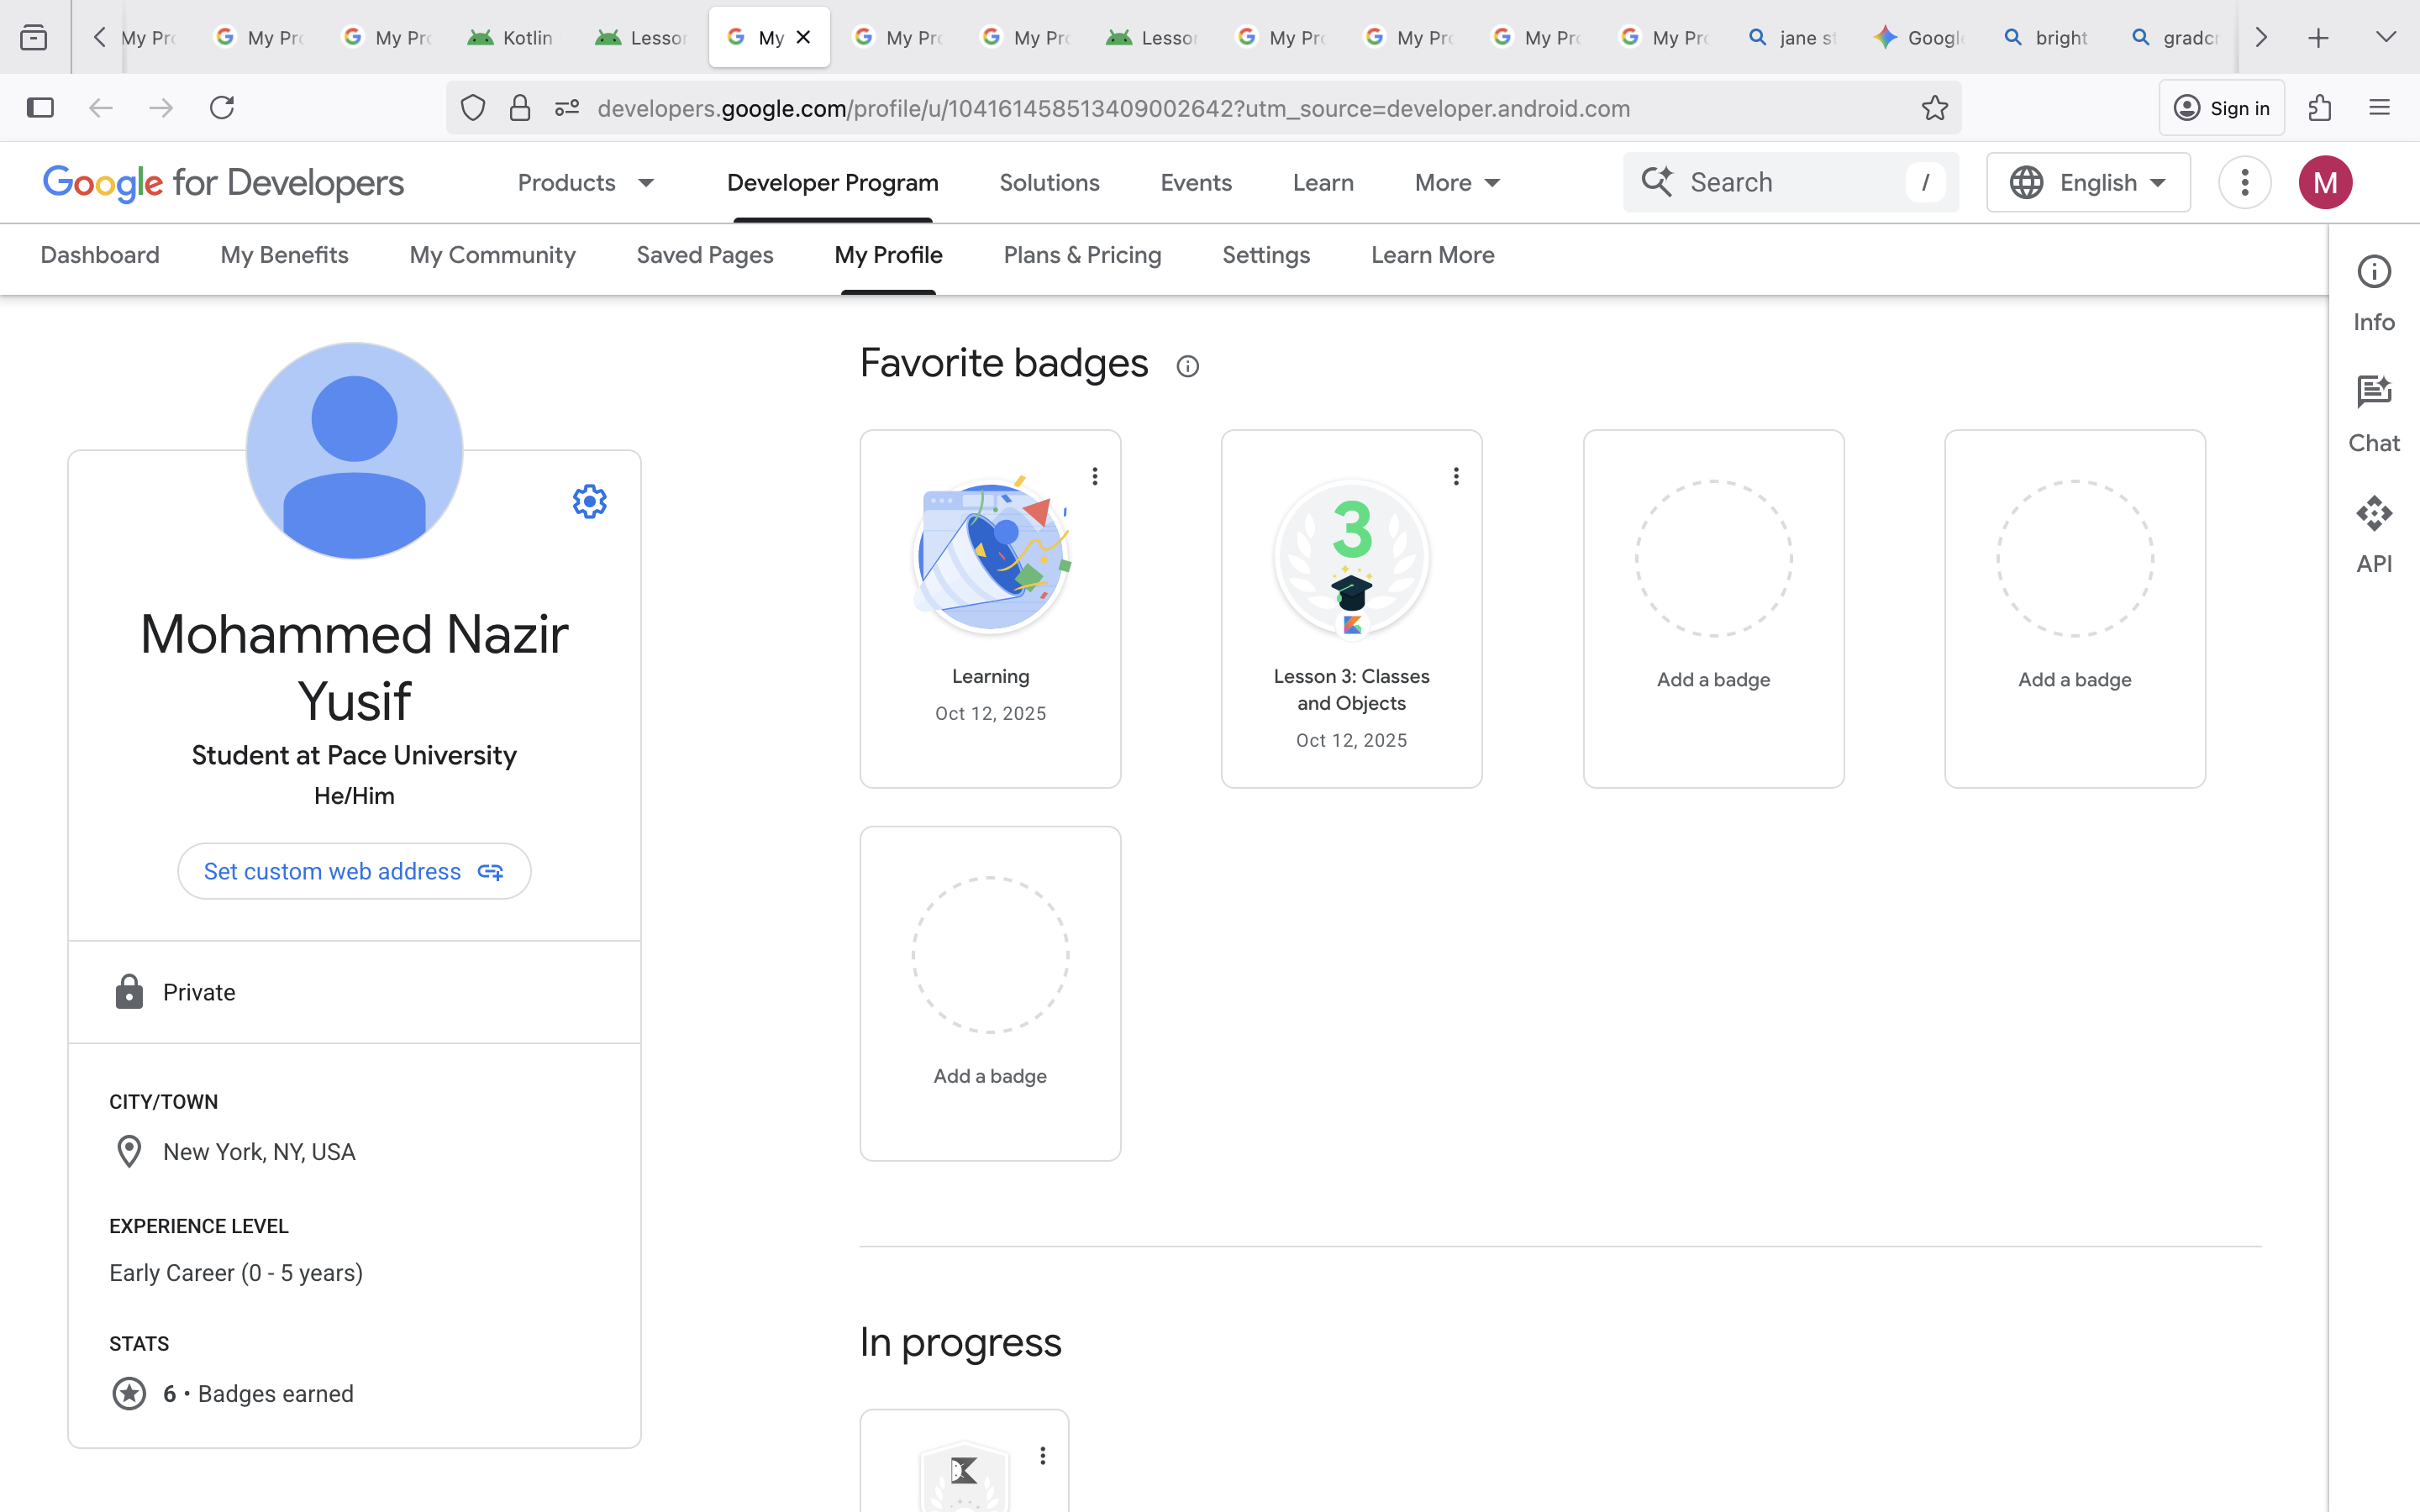 My Pr
My Pr
My Pr
Kotlin
Lesso
My
My Pr
My Pr
Lesso
My Pr
My Pr
My Pr
My Pr
jane s
Googl
bright
gradc
developers.google.com/profile/u/104161458513409002642?utm_source=developer.android.com
Sign in
Google for Developers
Products
Developer Program
Solutions
Events
Learn
More
Search
/
English
M
Dashboard
My Benefits
My Community
Saved Pages
My Profile
Plans & Pricing
Settings
Learn More
Info
Chat
API
Mohammed Nazir
Yusif
Student at Pace University
He/Him
Set custom web address
Private
CITY/TOWN
New York, NY, USA
EXPERIENCE LEVEL
Early Career (0 - 5 years)
STATS
6 • Badges earned
Favorite badges
Learning
Oct 12, 2025
3
Lesson 3: Classes
and Objects
Oct 12, 2025
Add a badge
Add a badge
Add a badge
In progress